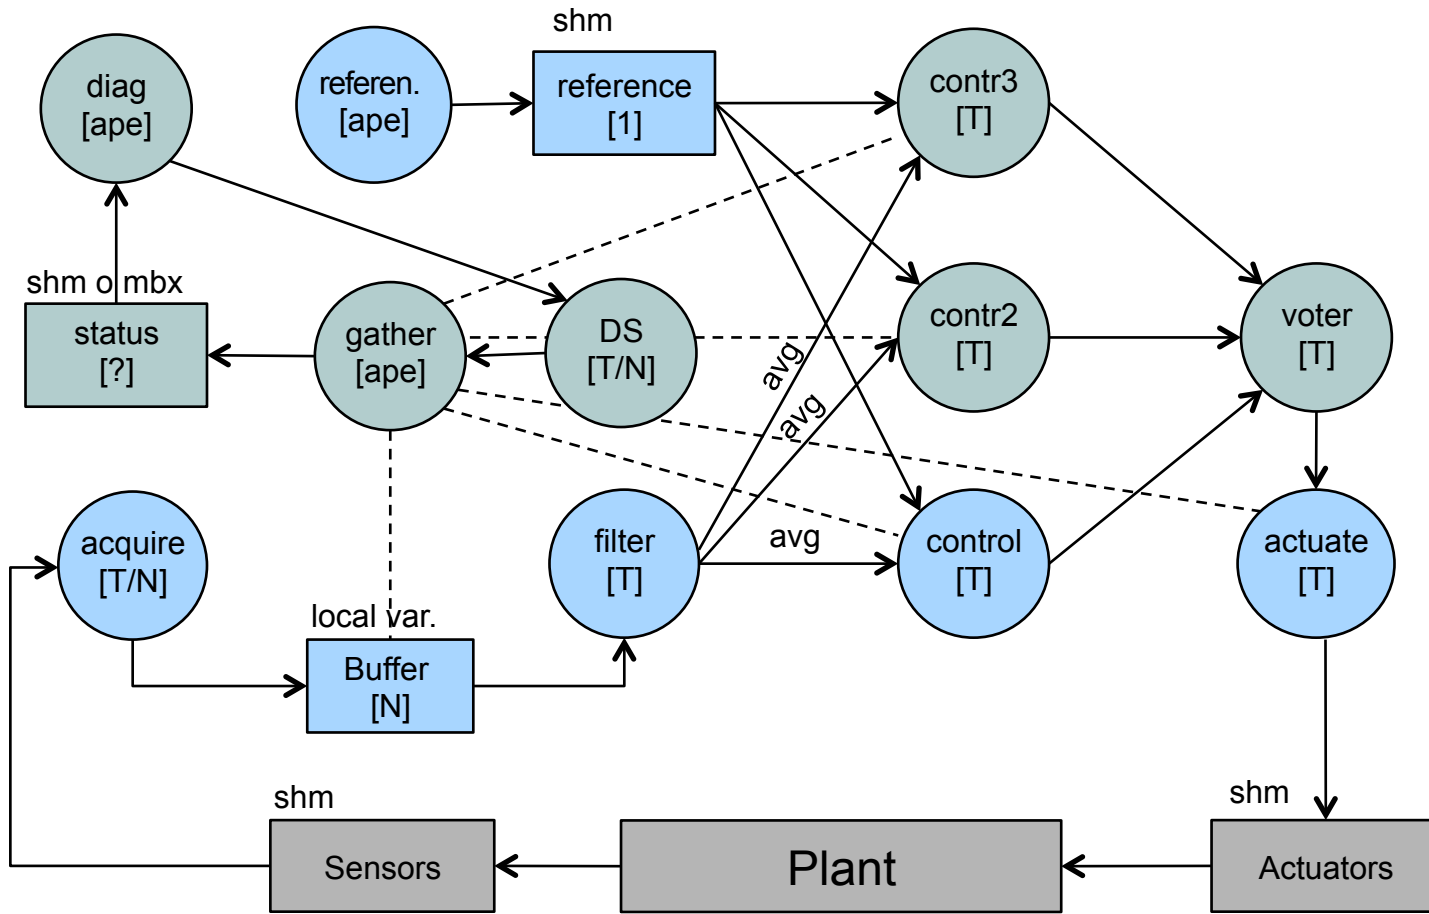 shm
diag
[ape]
referen.
[ape]
reference
[1]
contr3
[T]
shm o mbx
status
[?]
gather
[ape]
DS
[T/N]
avg
avg
contr2
[T]
voter
[T]
acquire
[T/N]
local var.
Buffer
[N]
filter
[T]
avg
control
[T]
actuate
[T]
shm
Sensors
Plant
shm
Actuators